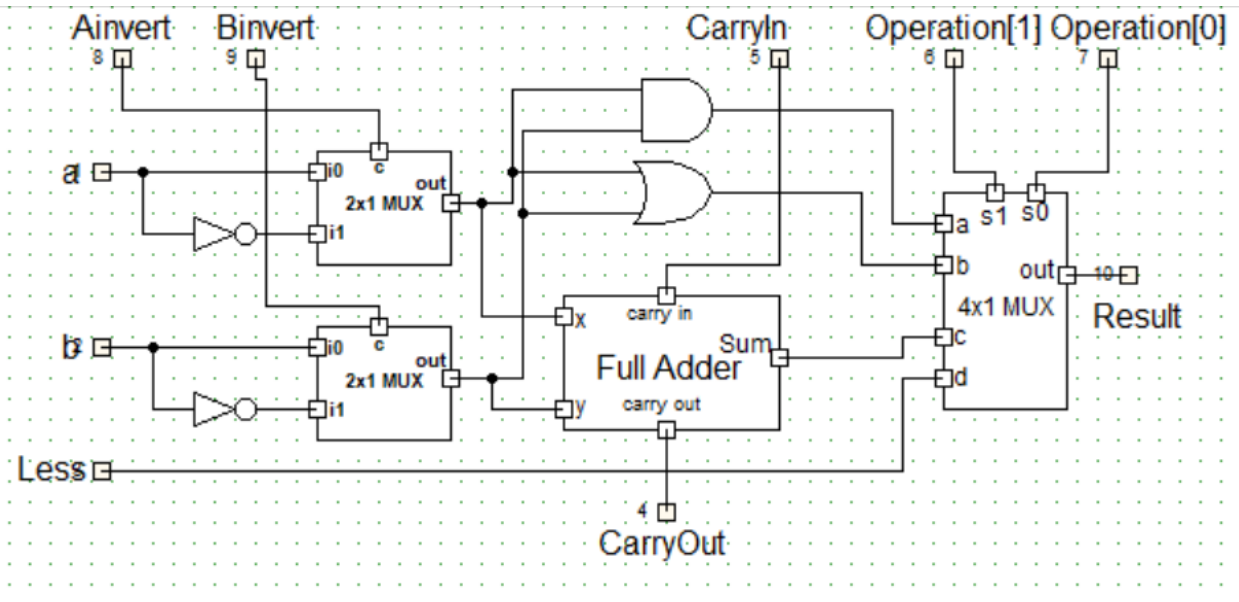 Ainvert Binvert CarryIn Operation[1] Operation[0]
8 9 5 6 7
a i0 c
out
2x1 MUX
i1
s1 s0
a
b
out
10
4x1 MUX
Result
c
d
carry in
x
Sum
Full Adder
carry out
y
b i0 c
out
2x1 MUX
i1
Less
4
CarryOut